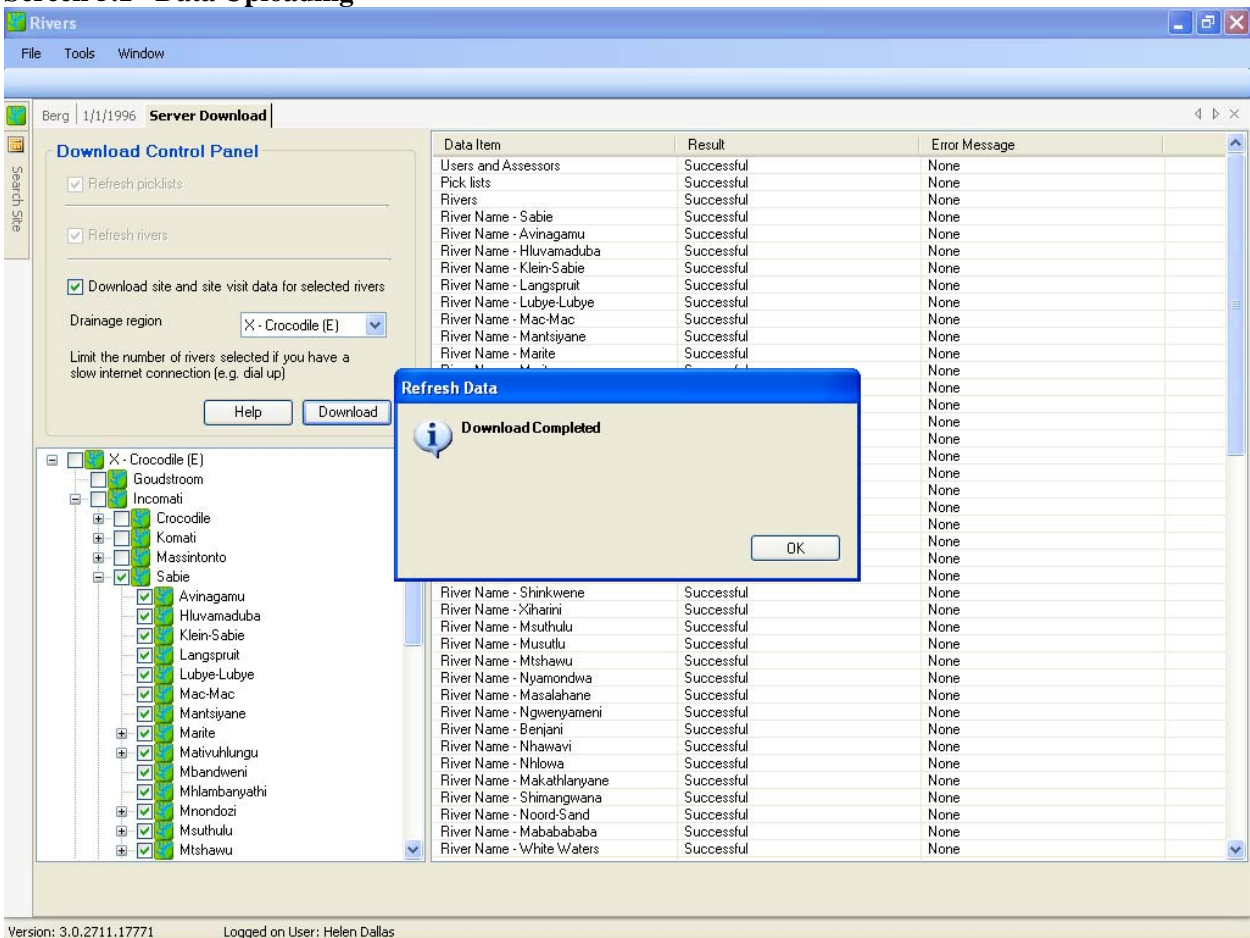 Rivers
File Tools Window
Berg 1/1/1996 Server Download
Search Site
Download Control Panel
Refresh picklists
Refresh rivers
Download site and site visit data for selected rivers
Drainage region X - Crocodile (E)
Limit the number of rivers selected if you have a
slow internet connection (e.g. dial up)
Help Download
X - Crocodile (E)
Goudstroom
Incomati
Crocodile
Komati
Massintonto
Sabie
Avinagamu
Hluvamaduba
Klein-Sabie
Langspruit
Lubye-Lubye
Mac-Mac
Mantsiyane
Marite
Mativuhlungu
Mbandweni
Mhlambanyathi
Mnondozi
Msuthulu
Mtshawu
Data Item Result Error Message
Users and Assessors Successful None
Pick lists Successful None
Rivers Successful None
River Name - Sabie Successful None
River Name - Avinagamu Successful None
River Name - Hluvamaduba Successful None
River Name - Klein-Sabie Successful None
River Name - Langspruit Successful None
River Name - Lubye-Lubye Successful None
River Name - Mac-Mac Successful None
River Name - Mantsiyane Successful None
River Name - Marite Successful None
None
None
None
None
None
None
None
None
None
None
None
None
None
Refresh Data
Download Completed
OK
River Name - Shinkwene Successful None
River Name - Xiharini Successful None
River Name - Msuthulu Successful None
River Name - Musutlu Successful None
River Name - Mtshawu Successful None
River Name - Nyamondwa Successful None
River Name - Masalahane Successful None
River Name - Ngwenyameni Successful None
River Name - Benjani Successful None
River Name - Nhawavi Successful None
River Name - Nhlowa Successful None
River Name - Makathlanyane Successful None
River Name - Shimangwana Successful None
River Name - Noord-Sand Successful None
River Name - Mababababa Successful None
River Name - White Waters Successful None
Version: 3.0.2711.17771 Logged on User: Helen Dallas